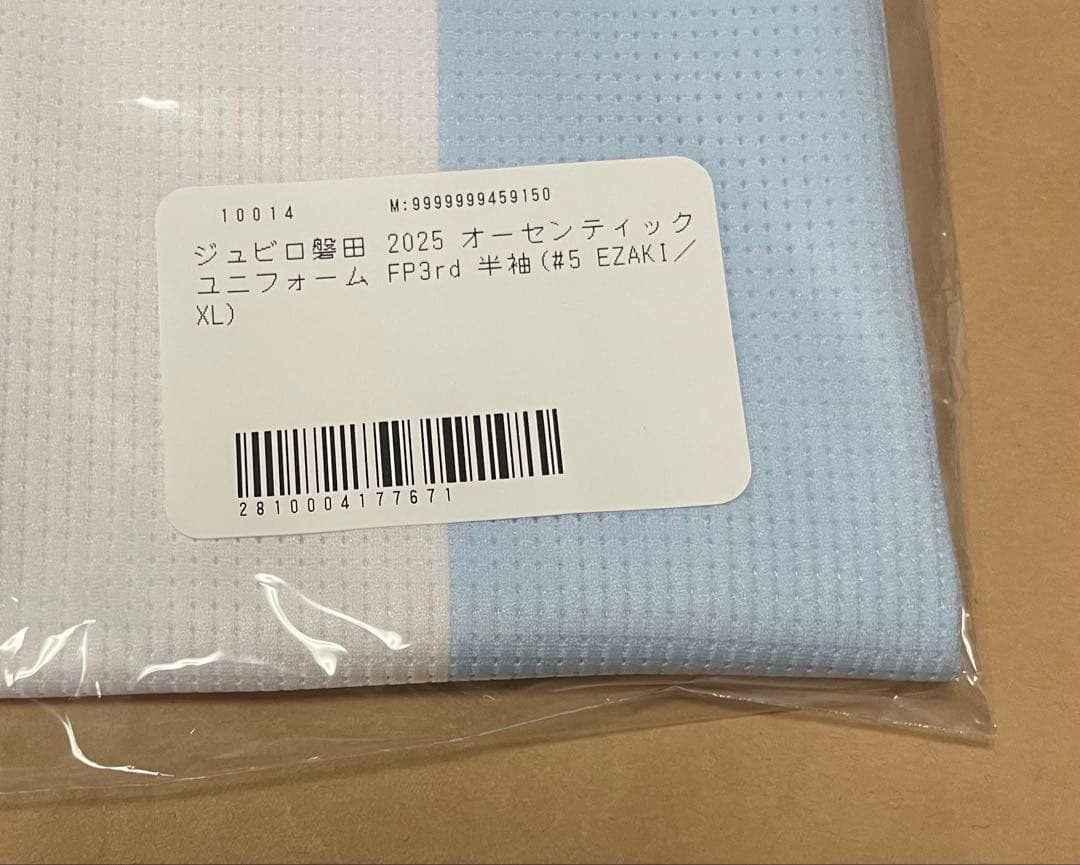 10014 M:9999999459150
ジュビロ磐田 2025 オーセンティック
ユニフォーム FP3rd 半袖(#5 EZAKI／
XL)
2810004177671